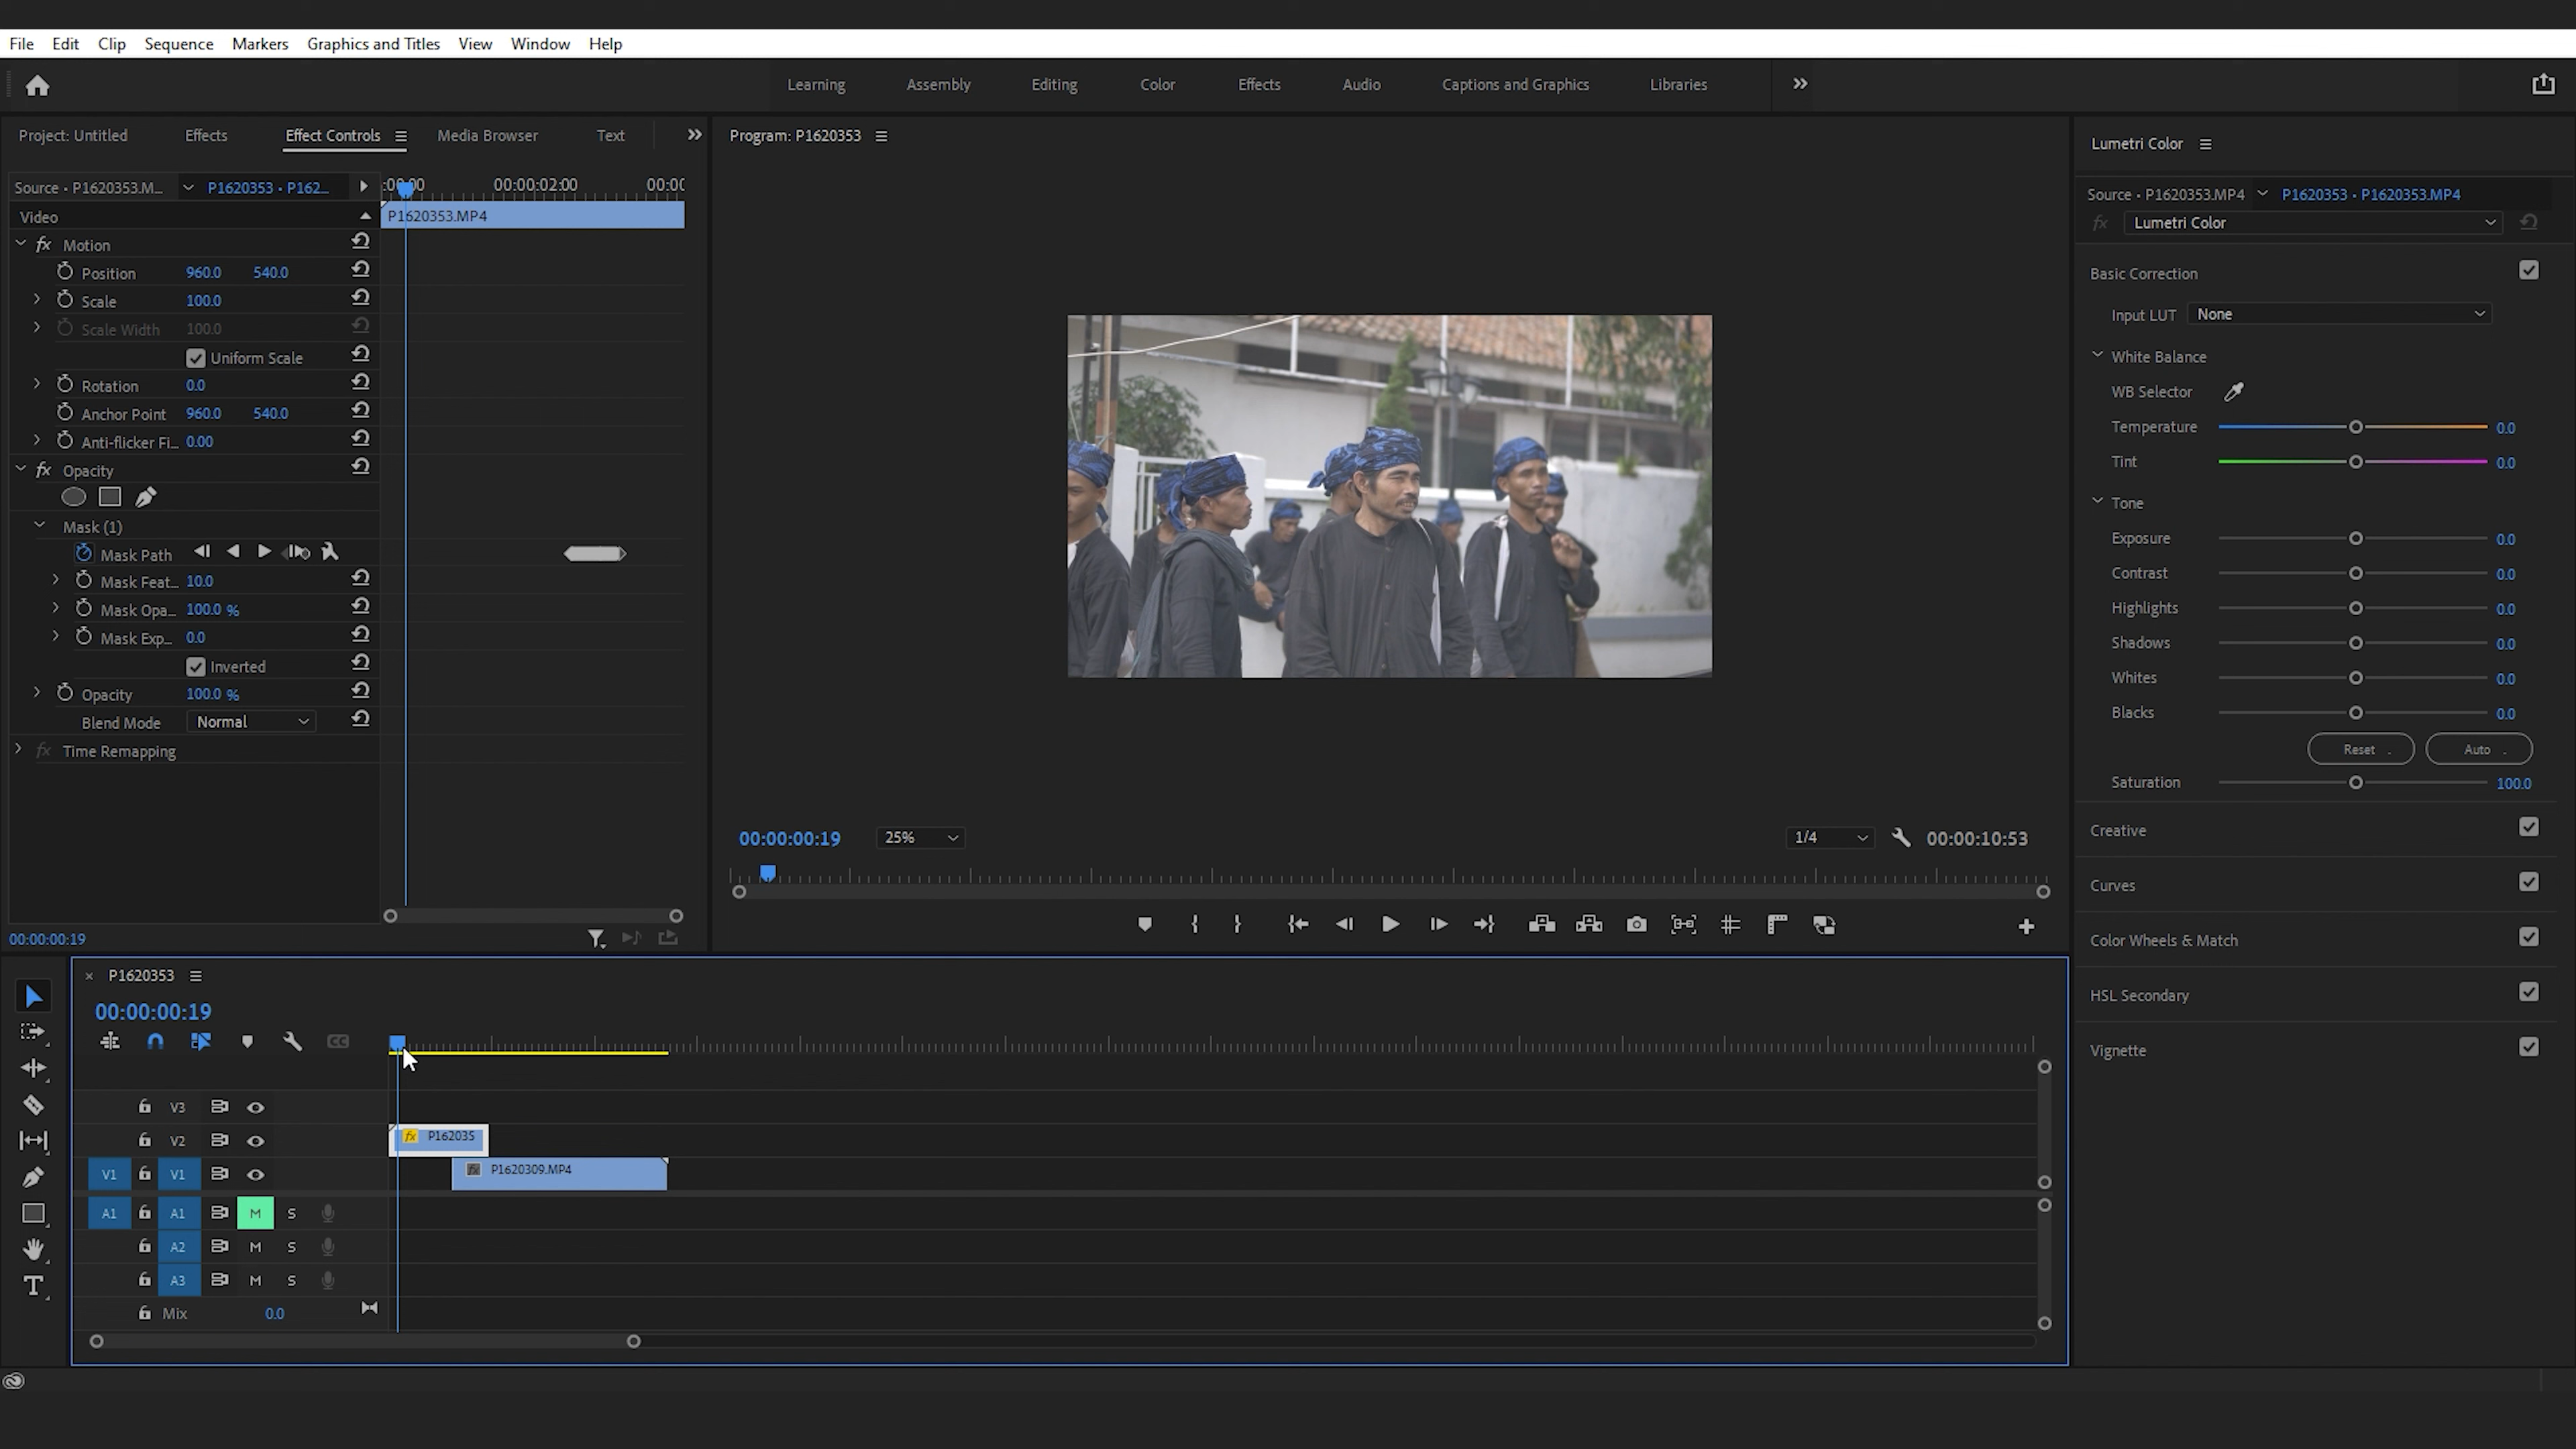 File Edit Clip Sequence Markers Graphics and Titles View Window Help
Learning Assembly Editing Color Effects Audio Captions and Graphics Libraries
Project: Untitled Effects Effect Controls Media Browser Text
Source • P1620353.M... P1620353 • P162...
:00:00 00:00:02:00 00:00
Video
P1620353.MP4
fx Motion
Position 960.0 540.0
Scale 100.0
Scale Width 100.0
Uniform Scale
Rotation 0.0
Anchor Point 960.0 540.0
Anti-flicker Fi... 0.00
fx Opacity
Mask (1)
Mask Path
Mask Feat... 10.0
Mask Opa... 100.0 %
Mask Exp... 0.0
Inverted
Opacity 100.0 %
Blend Mode Normal
fx Time Remapping
00:00:00:19
Program: P1620353
00:00:00:19 25% 1/4 00:00:10:53
Lumetri Color
Source • P1620353.MP4 P1620353 • P1620353.MP4
fx Lumetri Color
Basic Correction
Input LUT None
White Balance
WB Selector
Temperature 0.0
Tint 0.0
Tone
Exposure 0.0
Contrast 0.0
Highlights 0.0
Shadows 0.0
Whites 0.0
Blacks 0.0
Reset Auto
Saturation 100.0
Creative
Curves
Color Wheels & Match
HSL Secondary
Vignette
× P1620353
00:00:00:19
CC
V3
V2 fx P162035
V1 V1 fx P1620309.MP4
A1 A1 M S
A2 M S
A3 M S
Mix 0.0
T